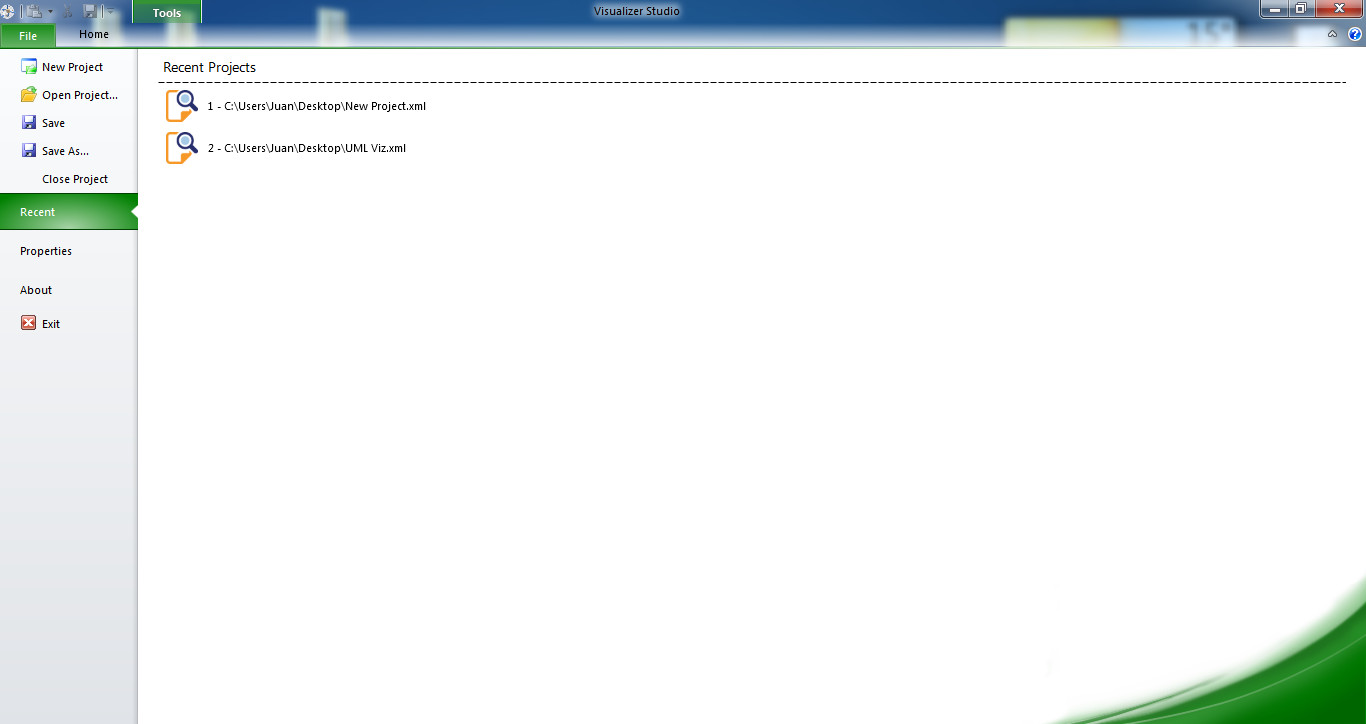 Tools
Visualizer Studio
File
Home
15°
New Project
Open Project...
Save
Save As...
Close Project
Recent
Properties
About
Exit
Recent Projects
1 - C:\Users\Juan\Desktop\New Project.xml
2 - C:\Users\Juan\Desktop\UML Viz.xml